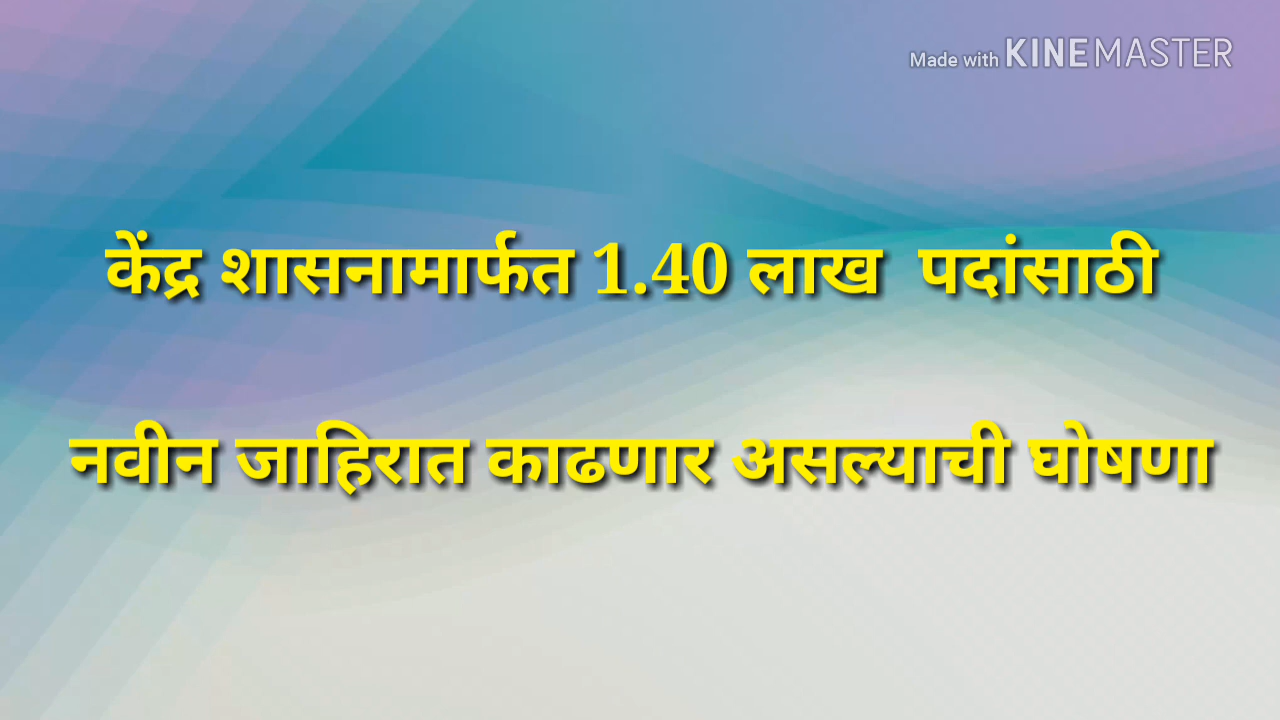 Made with KINEMASTER
केंद्र शासनामार्फत 1.40 लाख पदांसाठी
नवीन जाहिरात काढणार असल्याची घोषणा